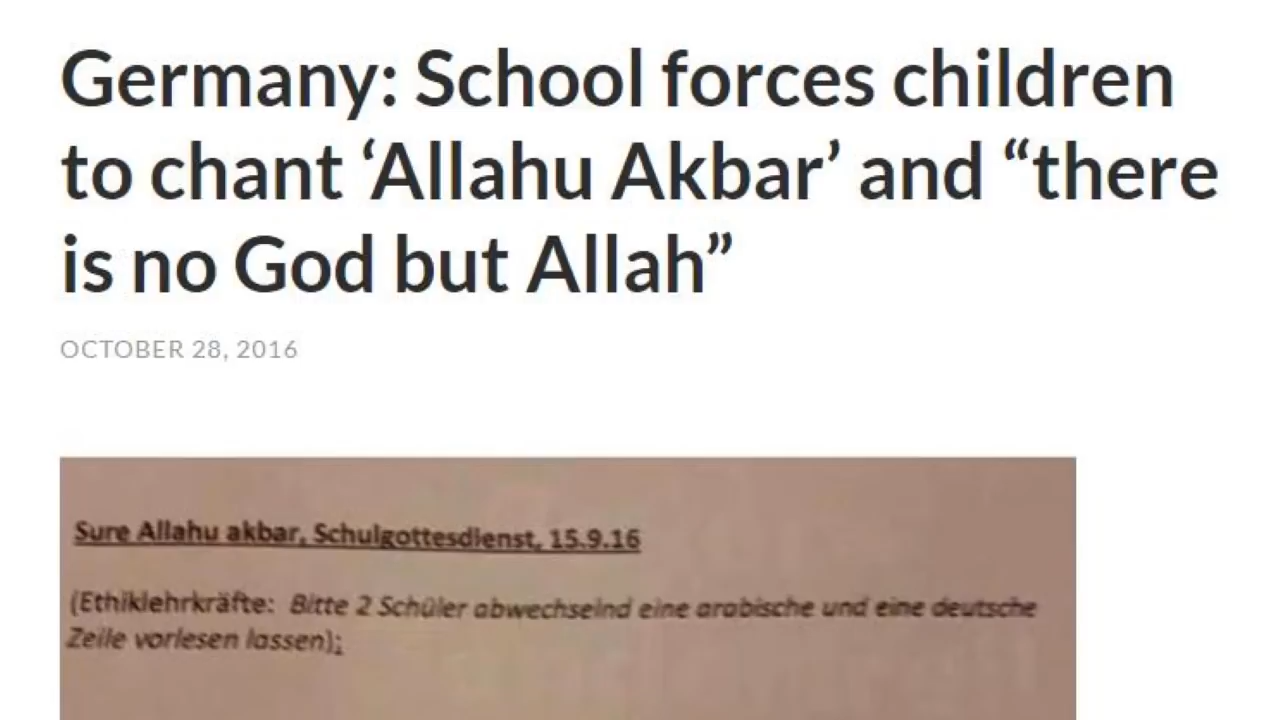 Germany: School forces children
to chant ‘Allahu Akbar’ and “there
is no God but Allah”
OCTOBER 28, 2016
Sure Allahu akbar, Schulgottesdienst, 15.9.16
(Ethiklehrkräfte: Bitte 2 Schüler abwechselnd eine arabische und eine deutsche
Zeile vorlesen lassen);